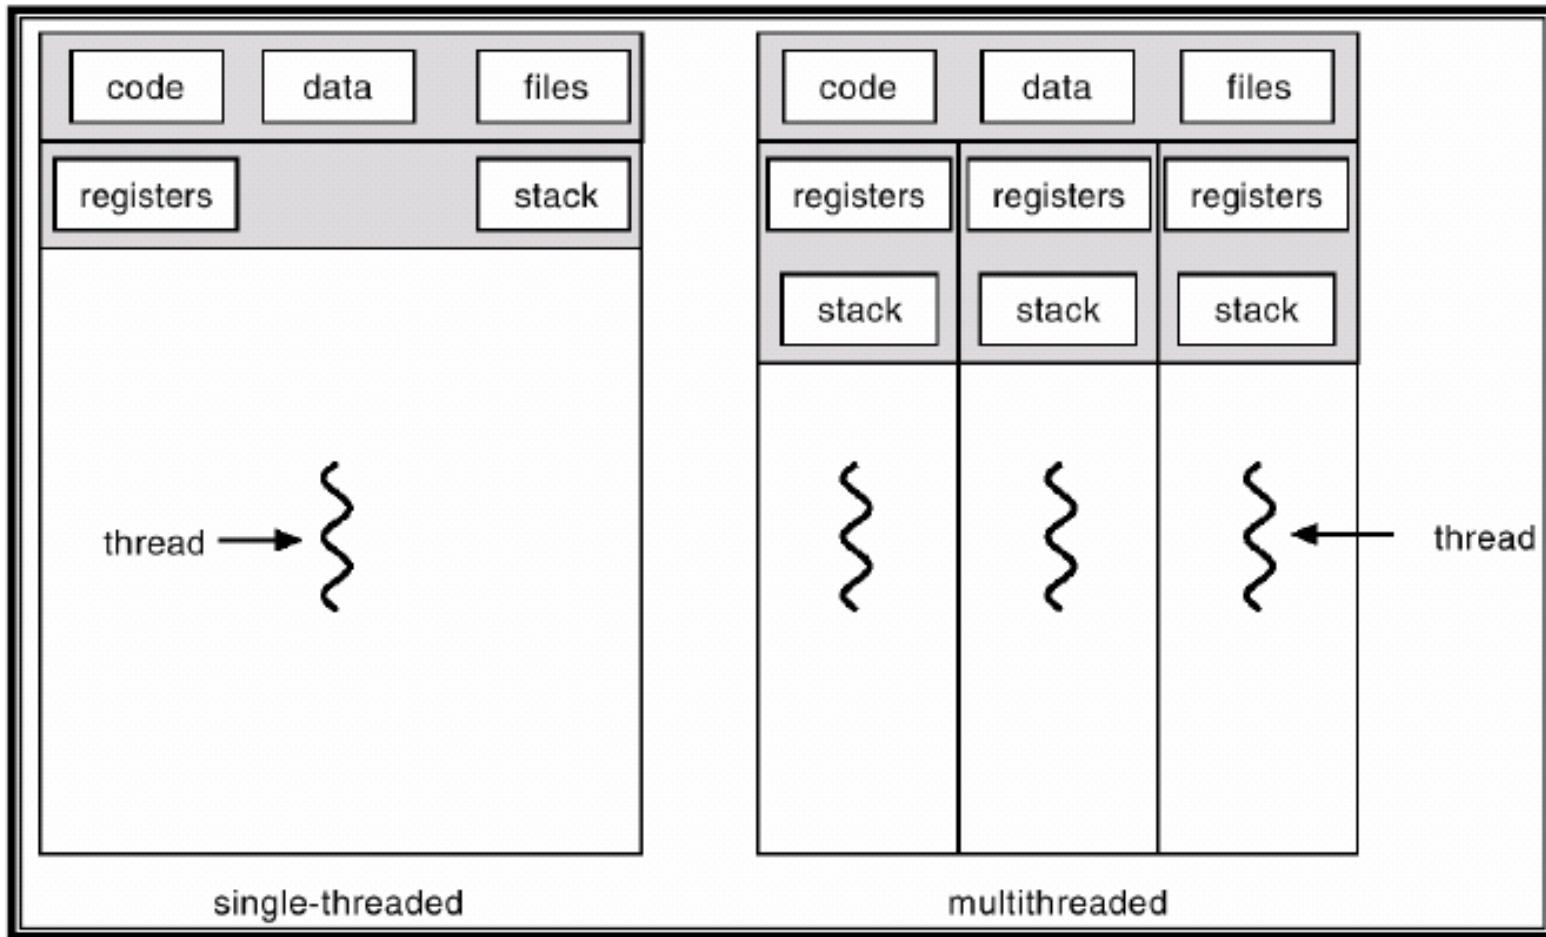 code data files
registers stack
thread
single-threaded
code data files
registers registers registers
stack stack stack
thread
multithreaded